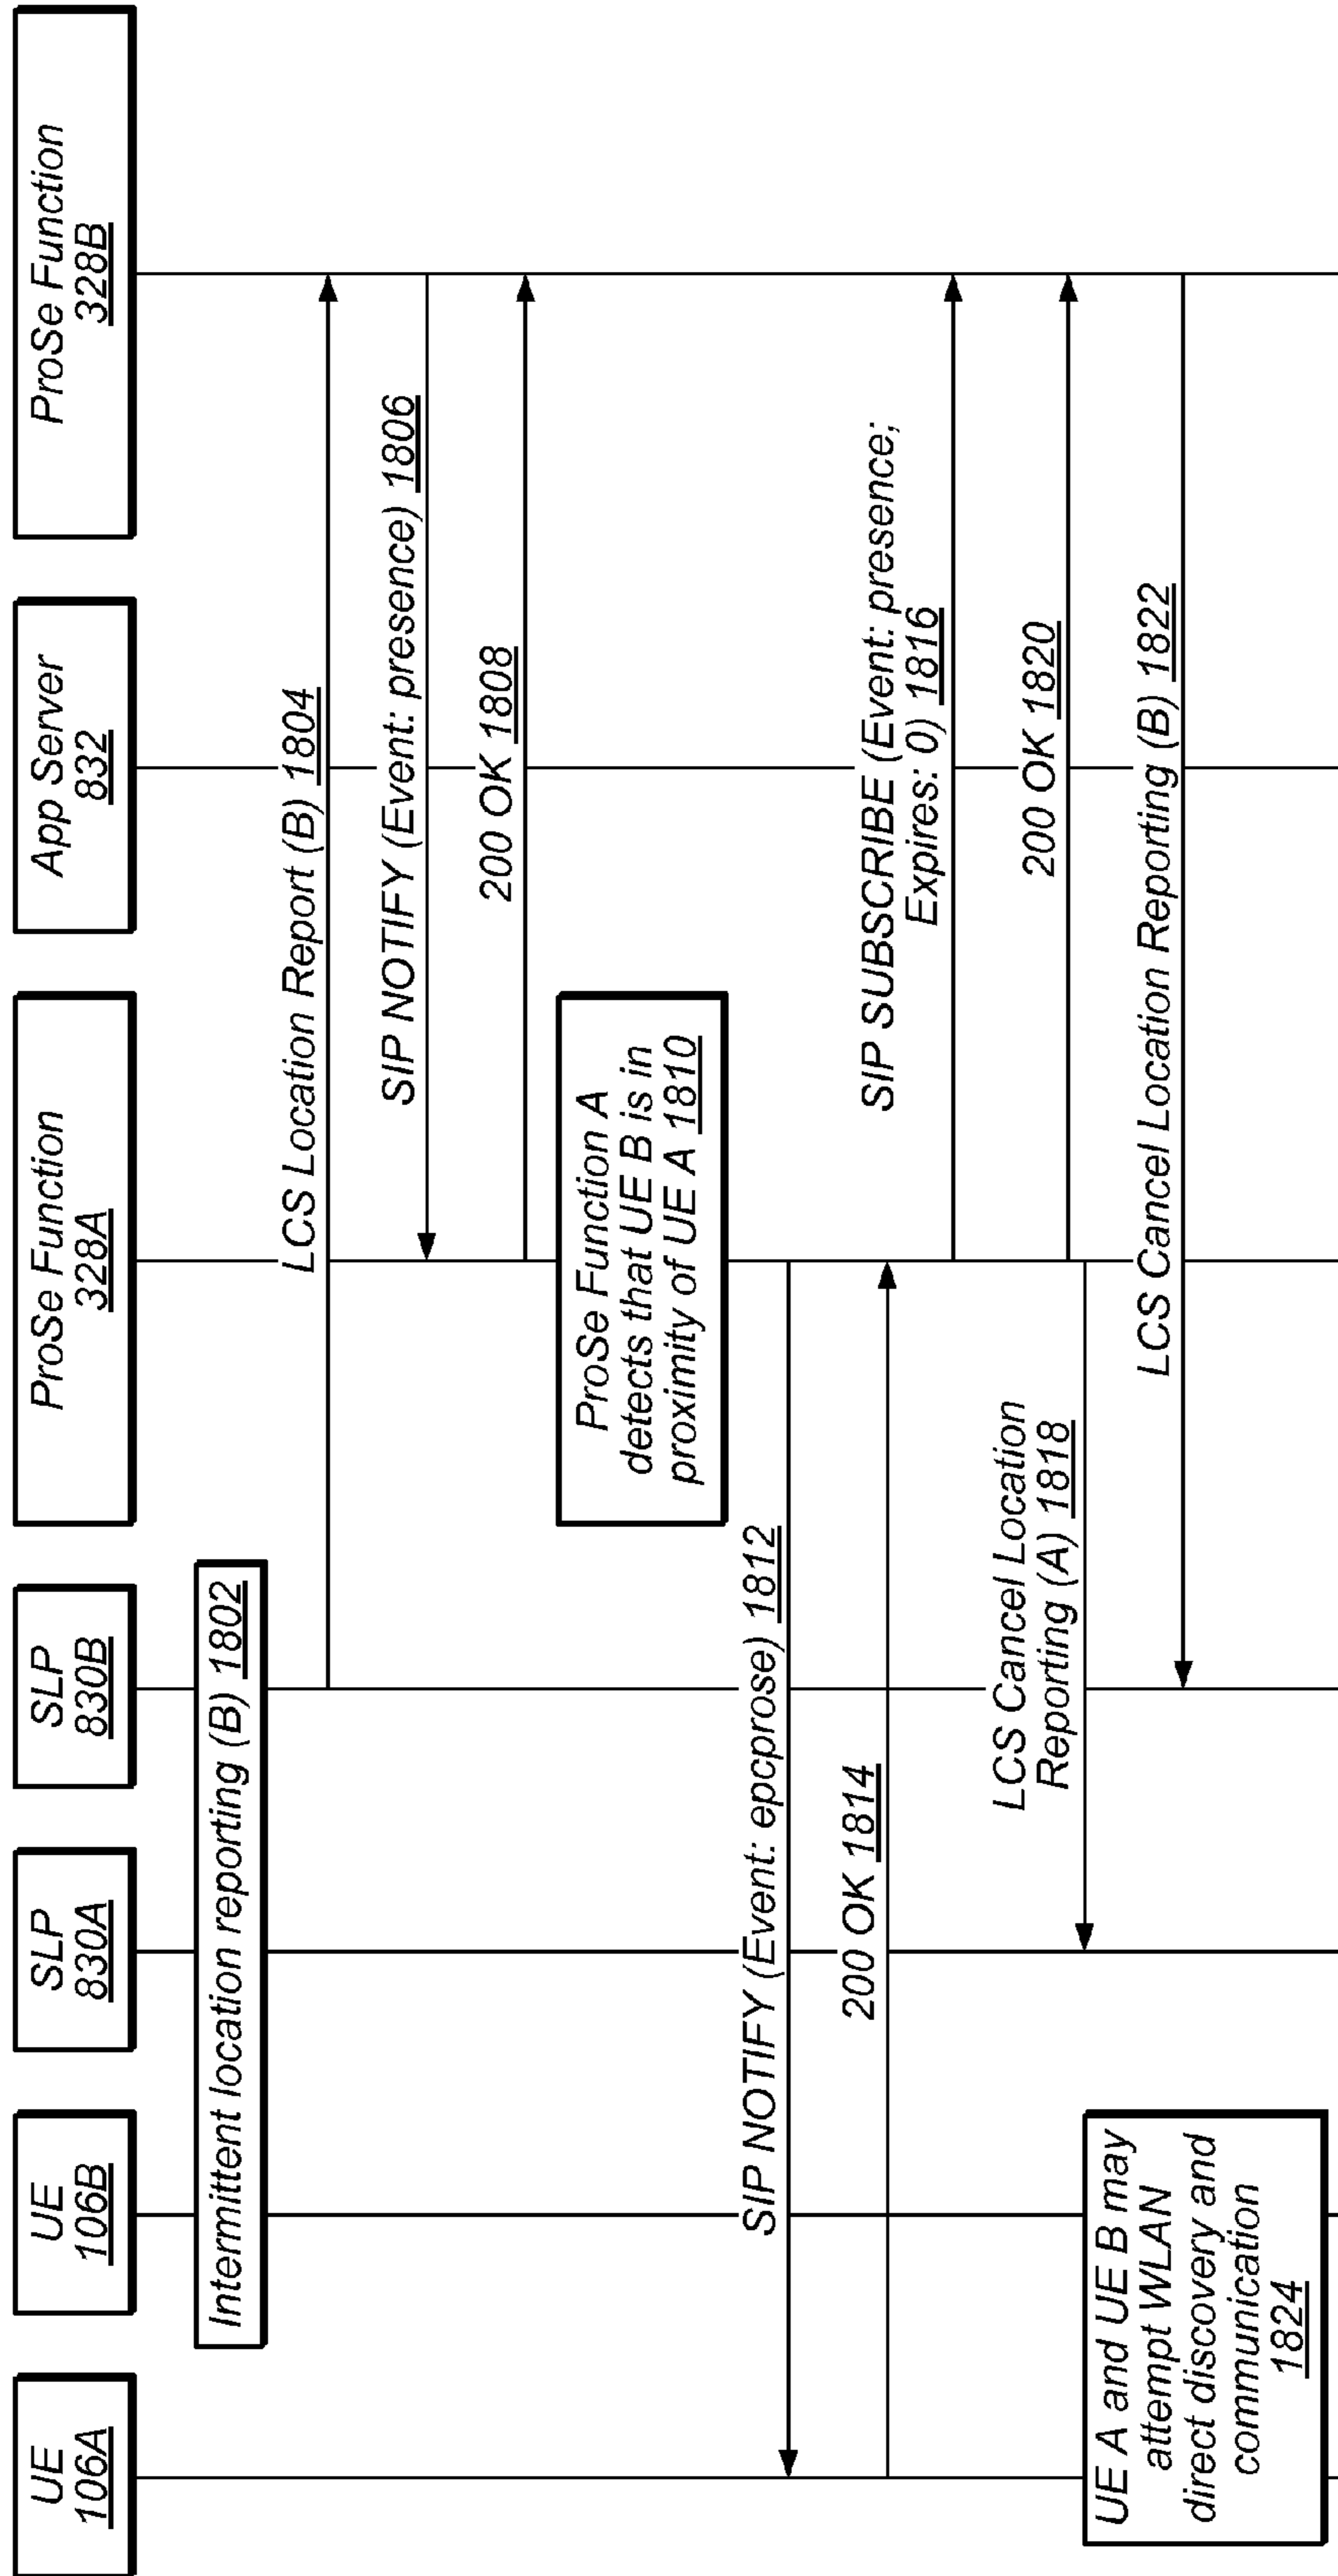 UE
106A
UE
106B
SLP
830A
SLP
830B
ProSe Function
328A
App Server
832
ProSe Function
328B
Intermittent location reporting (B) 1802
LCS Location Report (B) 1804
SIP NOTIFY (Event: presence) 1806
200 OK 1808
ProSe Function A
detects that UE B is in
proximity of UE A 1810
SIP NOTIFY (Event: epcprose) 1812
200 OK 1814
SIP SUBSCRIBE (Event: presence;
Expires: 0) 1816
LCS Cancel Location
Reporting (A) 1818
200 OK 1820
LCS Cancel Location Reporting (B) 1822
UE A and UE B may
attempt WLAN
direct discovery and
communication
1824